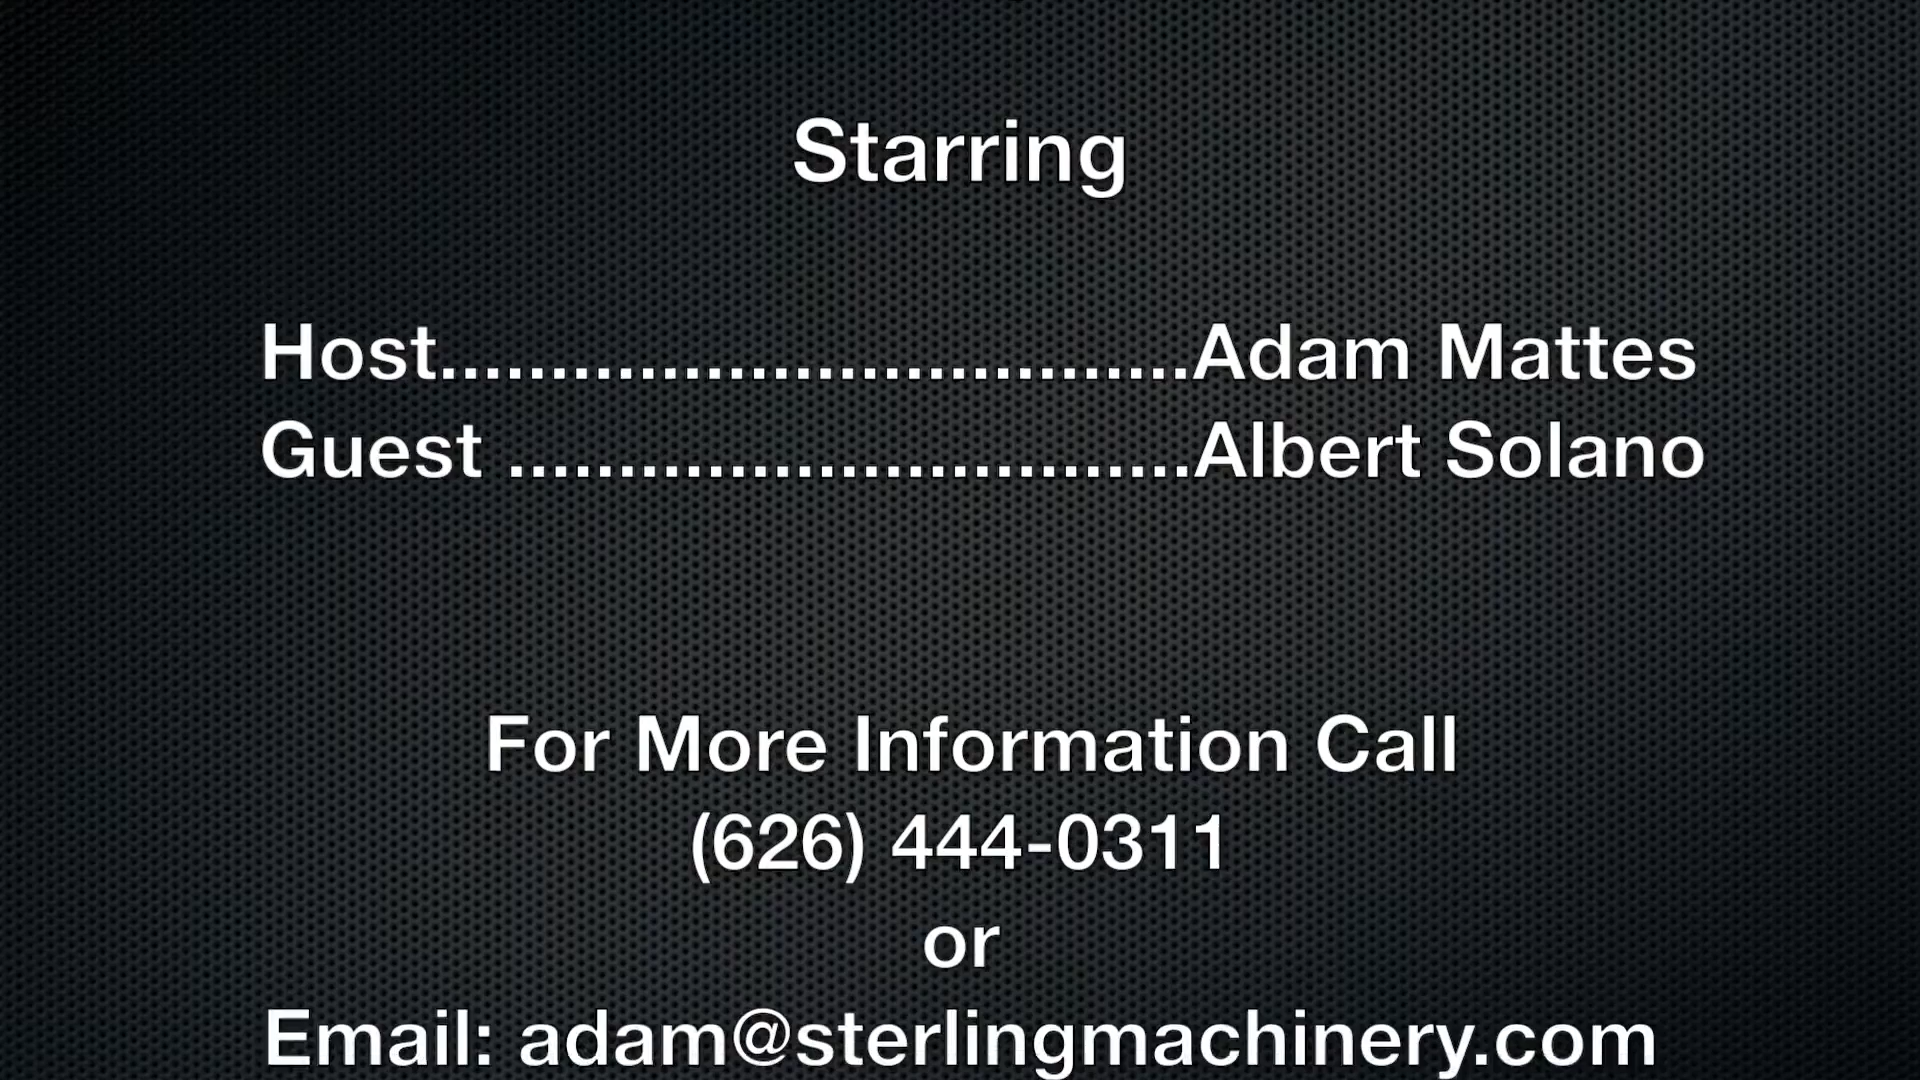 Starring
Host..................................Adam Mattes
Guest ...............................Albert Solano
For More Information Call
(626) 444-0311
or
Email: adam@sterlingmachinery.com